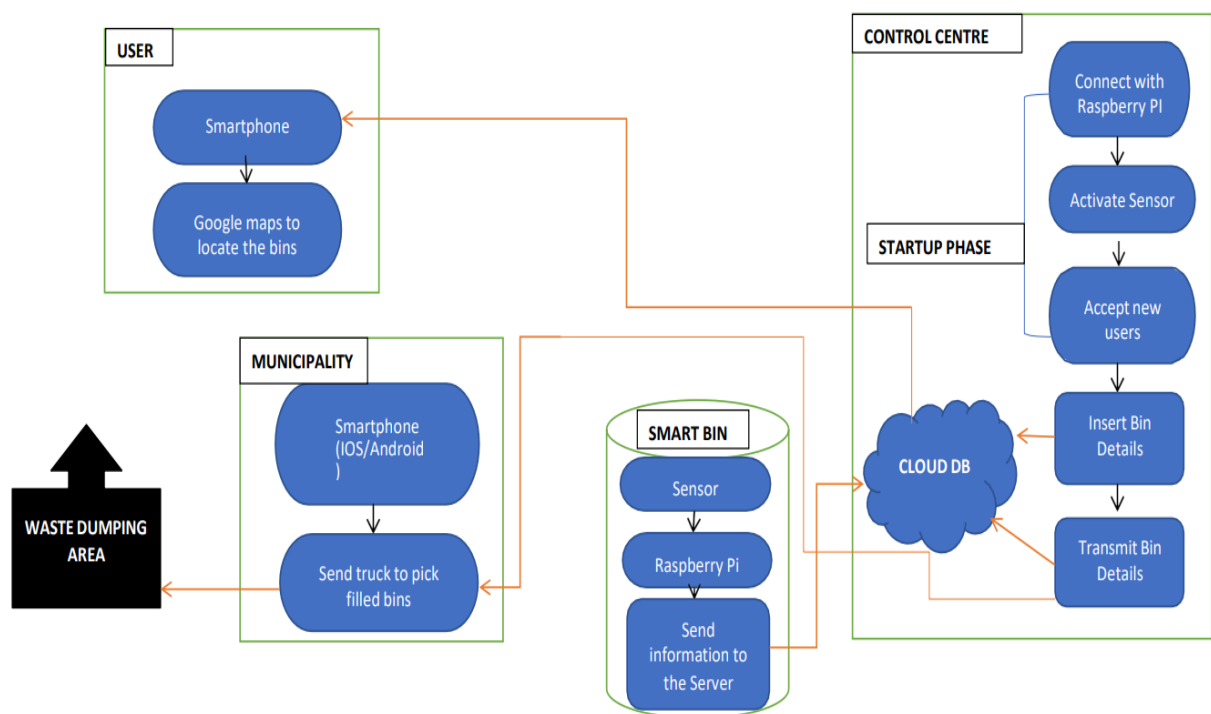 USER
Smartphone
Google maps to
locate the bins
CONTROL CENTRE
Connect with
Raspberry PI
Activate Sensor
STARTUP PHASE
Accept new
users
Insert Bin
Details
Transmit Bin
Details
CLOUD DB
MUNICIPALITY
Smartphone
(IOS/Android
)
Send truck to pick
filled bins
WASTE DUMPING
AREA
SMART BIN
Sensor
Raspberry Pi
Send
information to
the Server